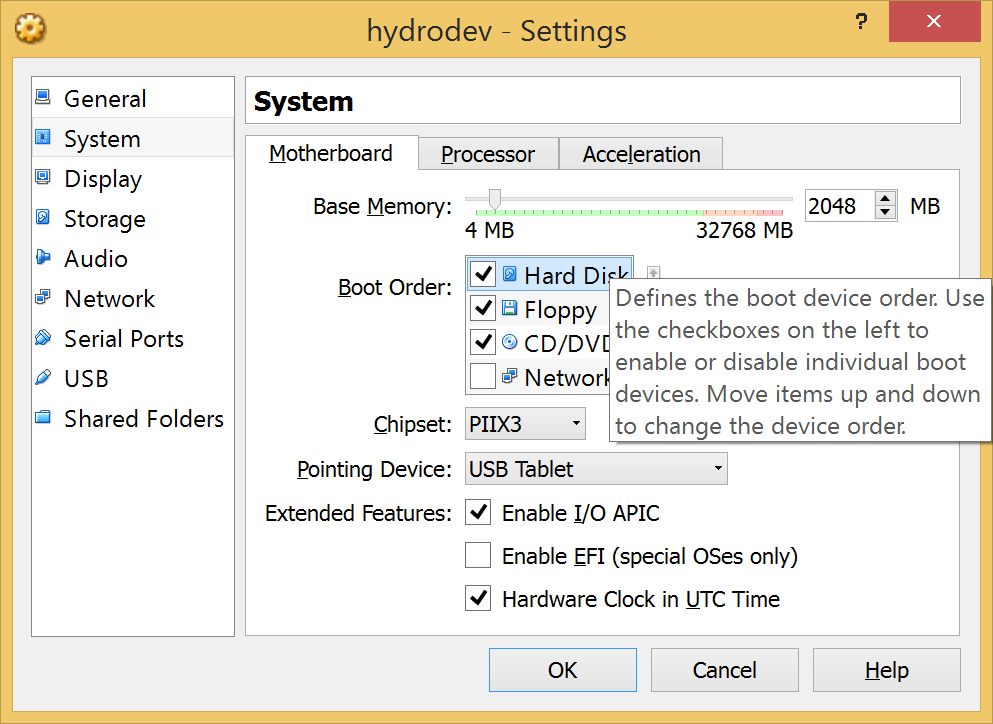 hydrodev - Settings
?
General
System
Display
Storage
Audio
Network
Serial Ports
USB
Shared Folders
System
Motherboard
Processor
Acceleration
Base Memory:
2048
MB
4 MB
32768 MB
Boot Order:
Hard Disk
Floppy
CD/DVD
Network
Defines the boot device order. Use
the checkboxes on the left to
enable or disable individual boot
devices. Move items up and down
to change the device order.
Chipset:
PIIX3
Pointing Device:
USB Tablet
Extended Features:
Enable I/O APIC
Enable EFI (special OSes only)
Hardware Clock in UTC Time
OK
Cancel
Help